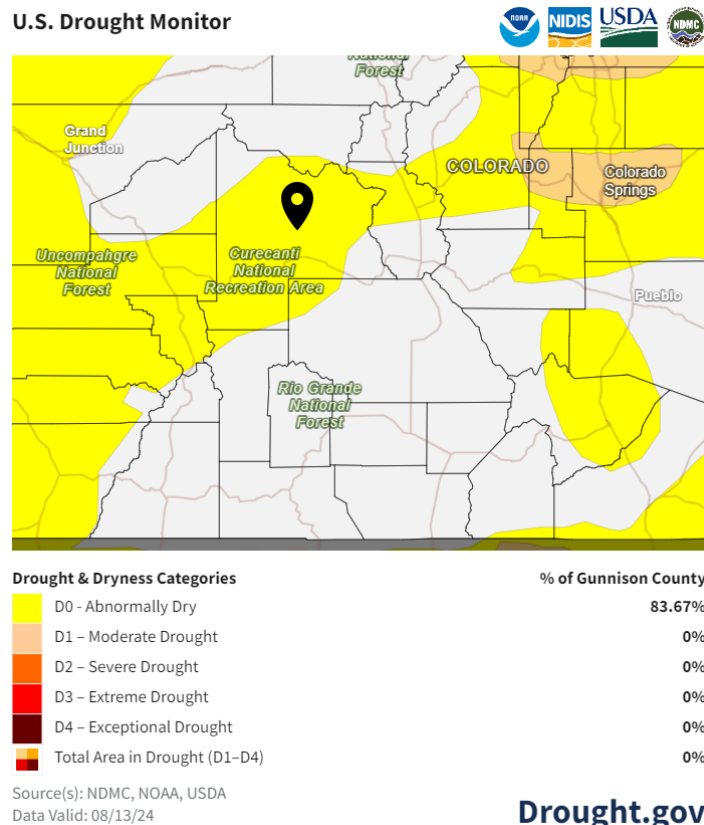 U.S. Drought Monitor
NOAA
NIDIS
USDA
NDMC
National
Forest
Grand
Junction
COLORADO
Colorado
Springs
Uncompahgre
National
Forest
Curecanti
National
Recreation Area
Pueblo
Rio Grande
National
Forest
Drought & Dryness Categories % of Gunnison County
D0 - Abnormally Dry 83.67%
D1 – Moderate Drought 0%
D2 – Severe Drought 0%
D3 – Extreme Drought 0%
D4 – Exceptional Drought 0%
Total Area in Drought (D1–D4) 0%
Source(s): NDMC, NOAA, USDA
Data Valid: 08/13/24
Drought.gov